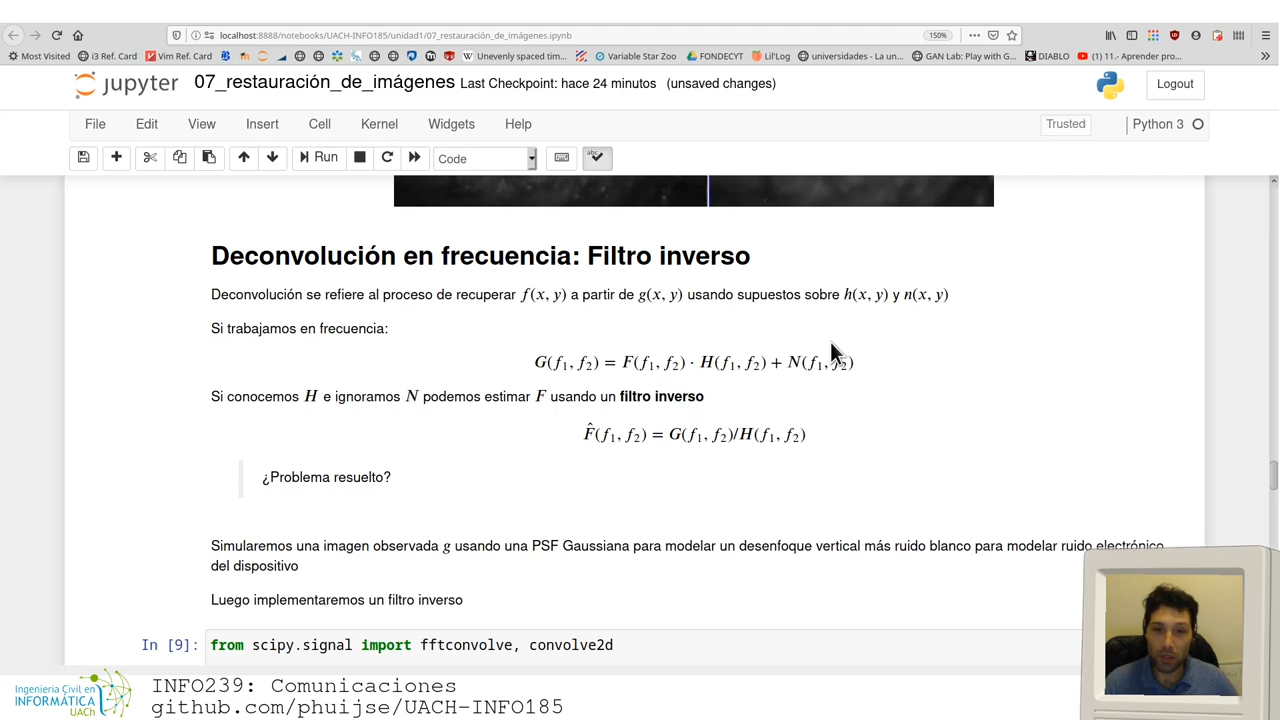 localhost:8888/notebooks/UACH-INFO185/unidad1/07_restauración_de_imágenes.ipynb 150%
Most Visited i3 Ref Card Vim Ref Card Unevenly spaced tim... Variable Star Zoo FONDECYT Lil'Log universidades - La un... GAN Lab: Play with G... DIABLO (1) 11.- Aprender pro...
jupyter 07_restauración_de_imágenes Last Checkpoint: hace 24 minutos (unsaved changes) Logout
File Edit View Insert Cell Kernel Widgets Help Trusted Python 3
Run Code
Deconvolución en frecuencia: Filtro inverso
Deconvolución se refiere al proceso de recuperar f(x, y) a partir de g(x, y) usando supuestos sobre h(x, y) y n(x, y)
Si trabajamos en frecuencia:
G(f₁, f₂) = F(f₁, f₂) · H(f₁, f₂) + N(f₁, f₂)
Si conocemos H e ignoramos N podemos estimar F usando un filtro inverso
F̂(f₁, f₂) = G(f₁, f₂)/H(f₁, f₂)
¿Problema resuelto?
Simularemos una imagen observada g usando una PSF Gaussiana para modelar un desenfoque vertical más ruido blanco para modelar ruido electrónico
del dispositivo
Luego implementaremos un filtro inverso
In [9]: from scipy.signal import fftconvolve, convolve2d
Ingeniería Civil en
INFORMÁTICA
UACh
INFO239: Comunicaciones
github.com/phuijse/UACH-INFO185